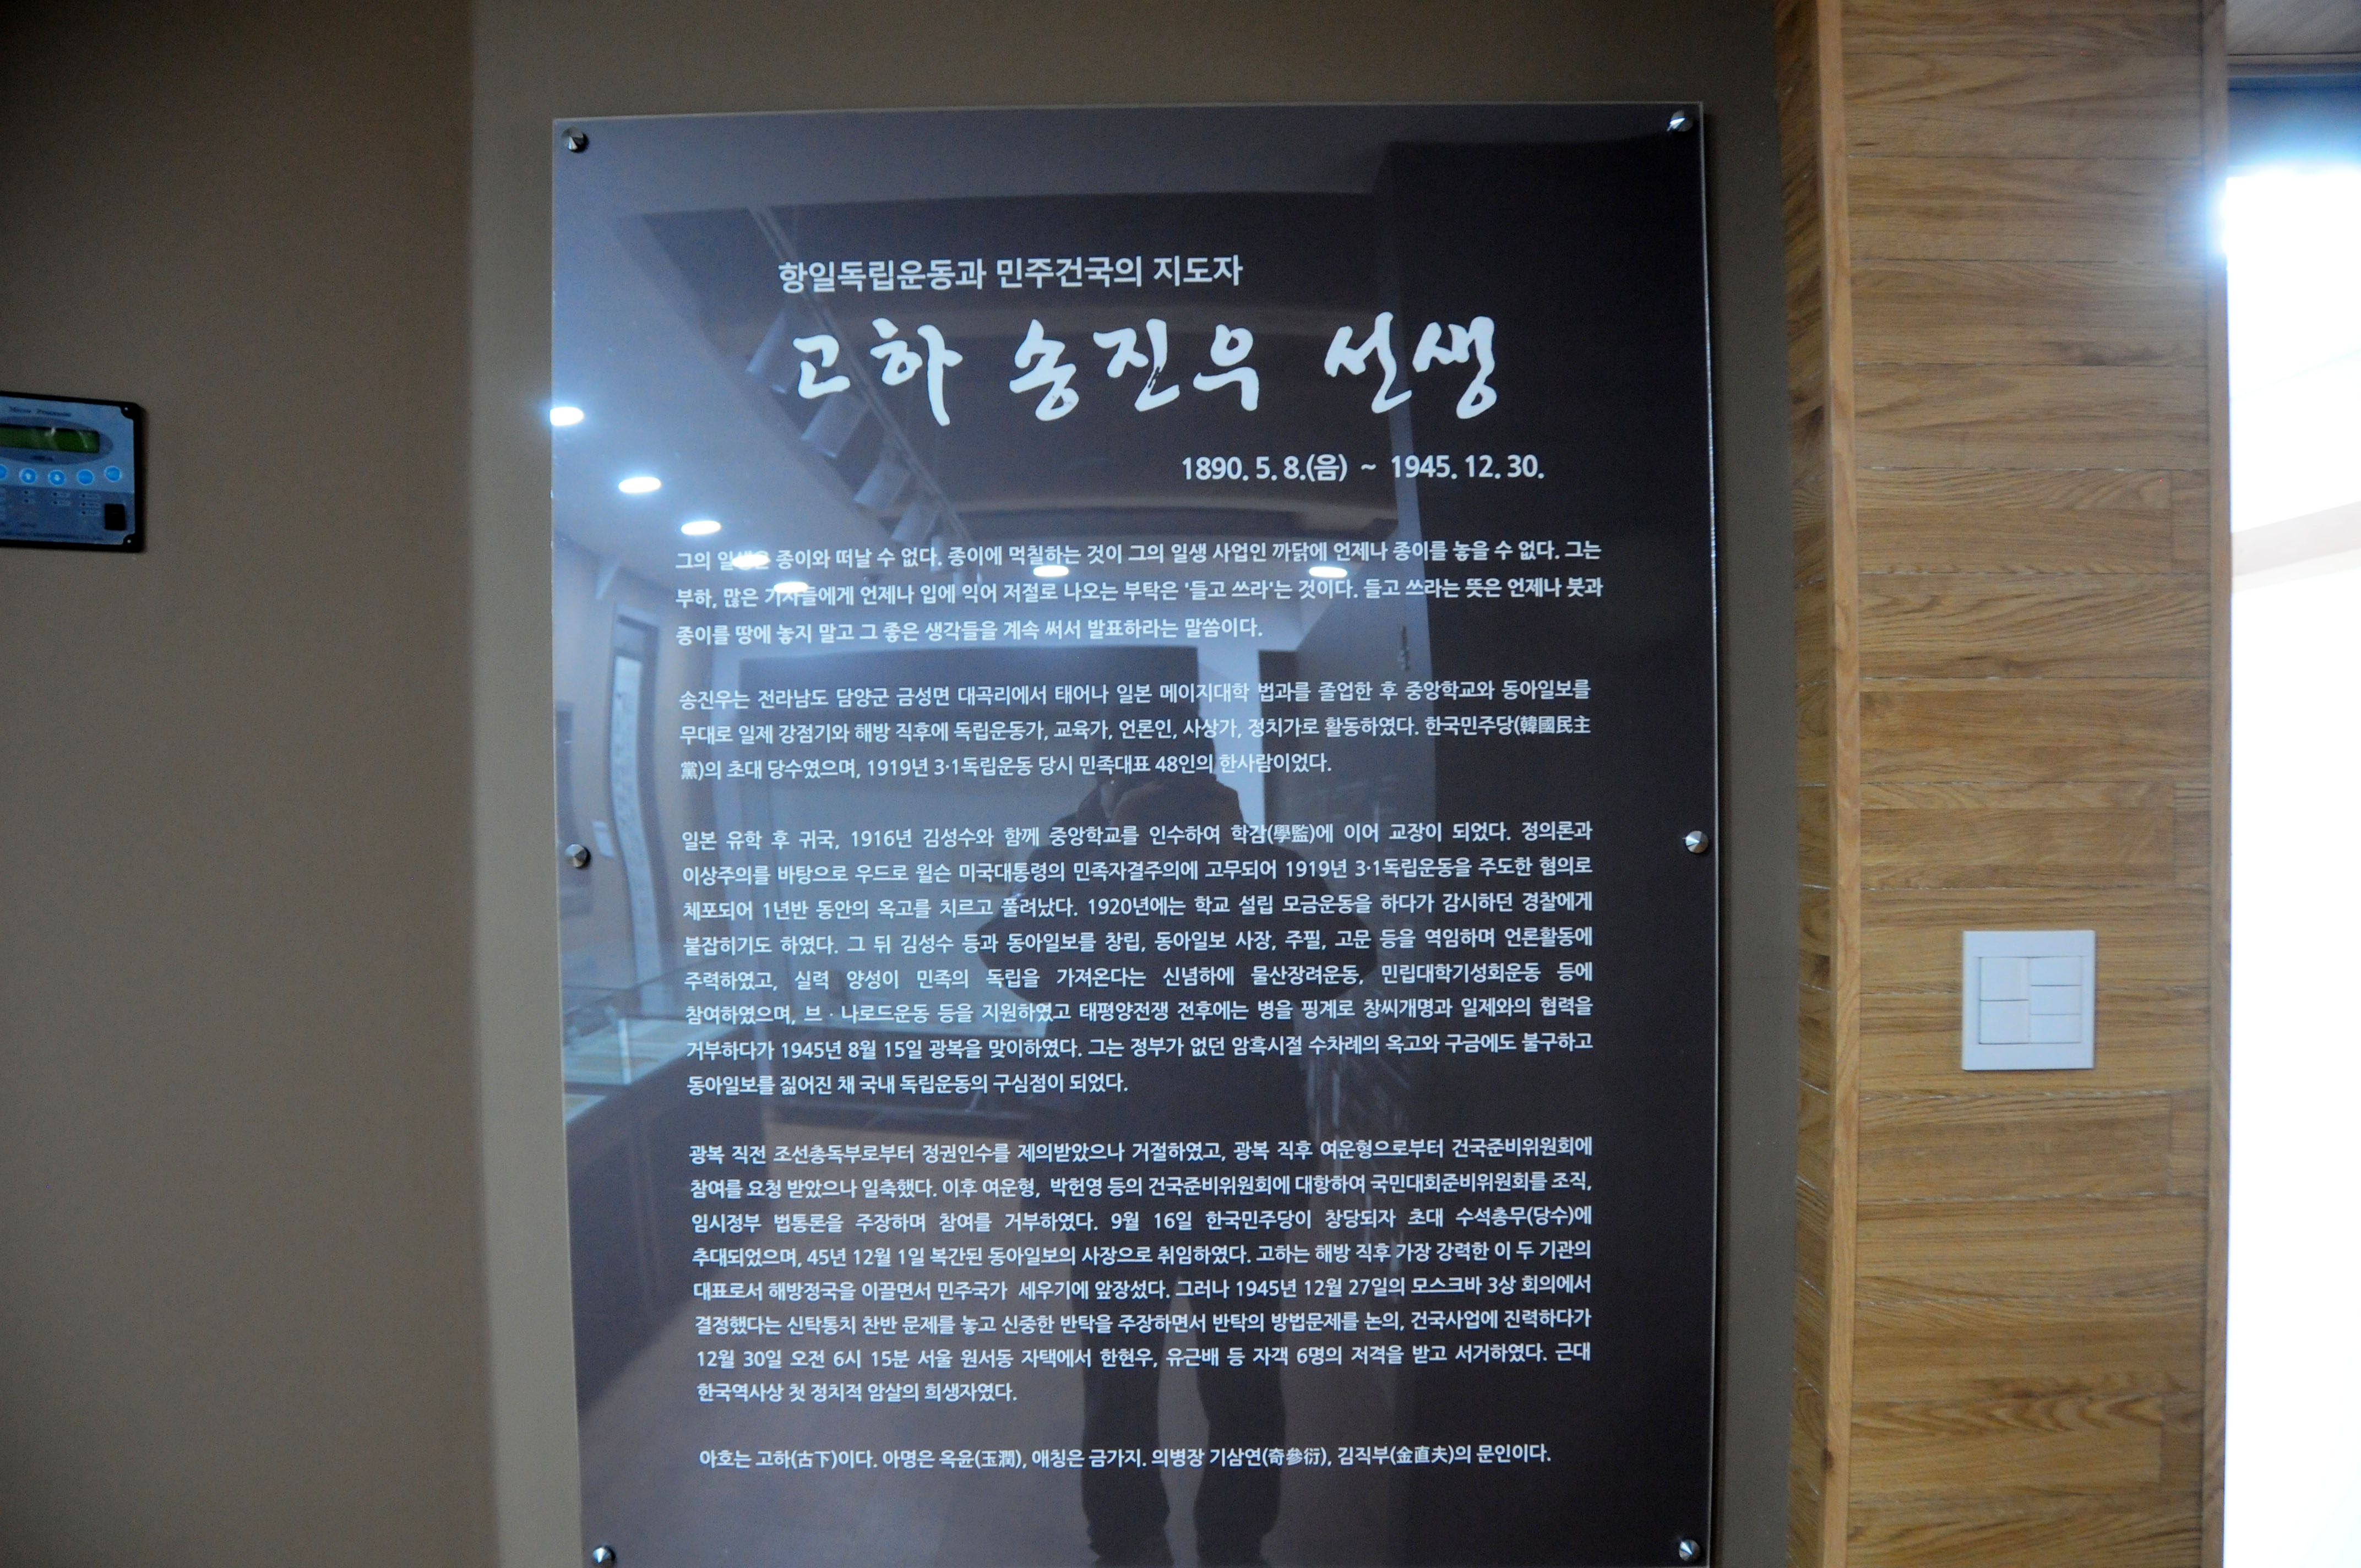 항일독립운동과 민주건국의 지도자
고하 송진우 선생
1890. 5. 8.(음) ~ 1945. 12. 30.
그의 일생은 종이와 떠날 수 없다. 종이에 먹칠하는 것이 그의 일생 사업인 까닭에 언제나 종이를 놓을 수 없다. 그는
부하, 많은 기자들에게 언제나 입에 익어 저절로 나오는 부탁은 '들고 쓰라'는 것이다. 들고 쓰라는 뜻은 언제나 붓과
종이를 땅에 놓지 말고 그 좋은 생각들을 계속 써서 발표하라는 말씀이다.
송진우는 전라남도 담양군 금성면 대곡리에서 태어나 일본 메이지대학 법과를 졸업한 후 중앙학교와 동아일보를
무대로 일제 강점기와 해방 직후에 독립운동가, 교육가, 언론인, 사상가, 정치가로 활동하였다. 한국민주당(韓國民主
黨)의 초대 당수였으며, 1919년 3·1독립운동 당시 민족대표 48인의 한사람이었다.
일본 유학 후 귀국, 1916년 김성수와 함께 중앙학교를 인수하여 학감(學監)에 이어 교장이 되었다. 정의론과
이상주의를 바탕으로 우드로 윌슨 미국대통령의 민족자결주의에 고무되어 1919년 3·1독립운동을 주도한 혐의로
체포되어 1년반 동안의 옥고를 치르고 풀려났다. 1920년에는 학교 설립 모금운동을 하다가 감시하던 경찰에게
붙잡히기도 하였다. 그 뒤 김성수 등과 동아일보를 창립, 동아일보 사장, 주필, 고문 등을 역임하며 언론활동에
주력하였고, 실력 양성이 민족의 독립을 가져온다는 신념하에 물산장려운동, 민립대학기성회운동 등에
참여하였으며, 브 · 나로드운동 등을 지원하였고 태평양전쟁 전후에는 병을 핑계로 창씨개명과 일제와의 협력을
거부하다가 1945년 8월 15일 광복을 맞이하였다. 그는 정부가 없던 암흑시절 수차례의 옥고와 구금에도 불구하고
동아일보를 짊어진 채 국내 독립운동의 구심점이 되었다.
광복 직전 조선총독부로부터 정권인수를 제의받았으나 거절하였고, 광복 직후 여운형으로부터 건국준비위원회에
참여를 요청 받았으나 일축했다. 이후 여운형, 박헌영 등의 건국준비위원회에 대항하여 국민대회준비위원회를 조직,
임시정부 법통론을 주장하며 참여를 거부하였다. 9월 16일 한국민주당이 창당되자 초대 수석총무(당수)에
추대되었으며, 45년 12월 1일 복간된 동아일보의 사장으로 취임하였다. 고하는 해방 직후 가장 강력한 이 두 기관의
대표로서 해방정국을 이끌면서 민주국가 세우기에 앞장섰다. 그러나 1945년 12월 27일의 모스크바 3상 회의에서
결정했다는 신탁통치 찬반 문제를 놓고 신중한 반탁을 주장하면서 반탁의 방법문제를 논의, 건국사업에 진력하다가
12월 30일 오전 6시 15분 서울 원서동 자택에서 한현우, 유근배 등 자객 6명의 저격을 받고 서거하였다. 근대
한국역사상 첫 정치적 암살의 희생자였다.
아호는 고하(古下)이다. 아명은 옥윤(玉潤), 애칭은 금가지. 의병장 기삼연(奇參衍), 김직부(金直夫)의 문인이다.